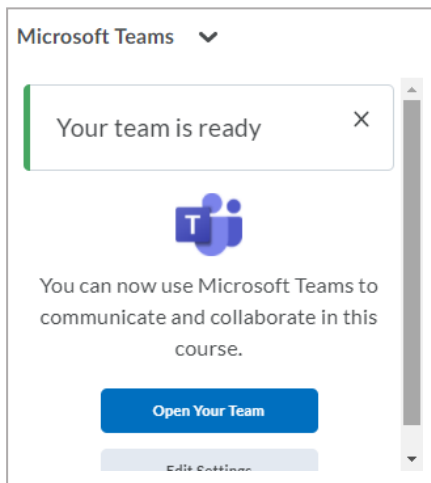 Microsoft Teams
Your team is ready
T
You can now use Microsoft Teams to
communicate and collaborate in this
course.
Open Your Team
Edit Settings